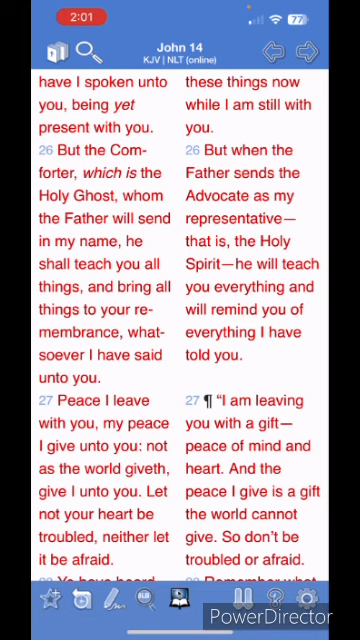 2:01
77
John 14
KJV | NLT (online)
have I spoken unto
you, being yet
present with you.
26 But the Com-
forter, which is the
Holy Ghost, whom
the Father will send
in my name, he
shall teach you all
things, and bring all
things to your re-
membrance, what-
soever I have said
unto you.
27 Peace I leave
with you, my peace
I give unto you: not
as the world giveth,
give I unto you. Let
not your heart be
troubled, neither let
it be afraid.
these things now
while I am still with
you.
26 But when the
Father sends the
Advocate as my
representative—
that is, the Holy
Spirit—he will teach
you everything and
will remind you of
everything I have
told you.
27 ¶ “I am leaving
you with a gift—
peace of mind and
heart. And the
peace I give is a gift
the world cannot
give. So don’t be
troubled or afraid.
BLB
PowerDirector